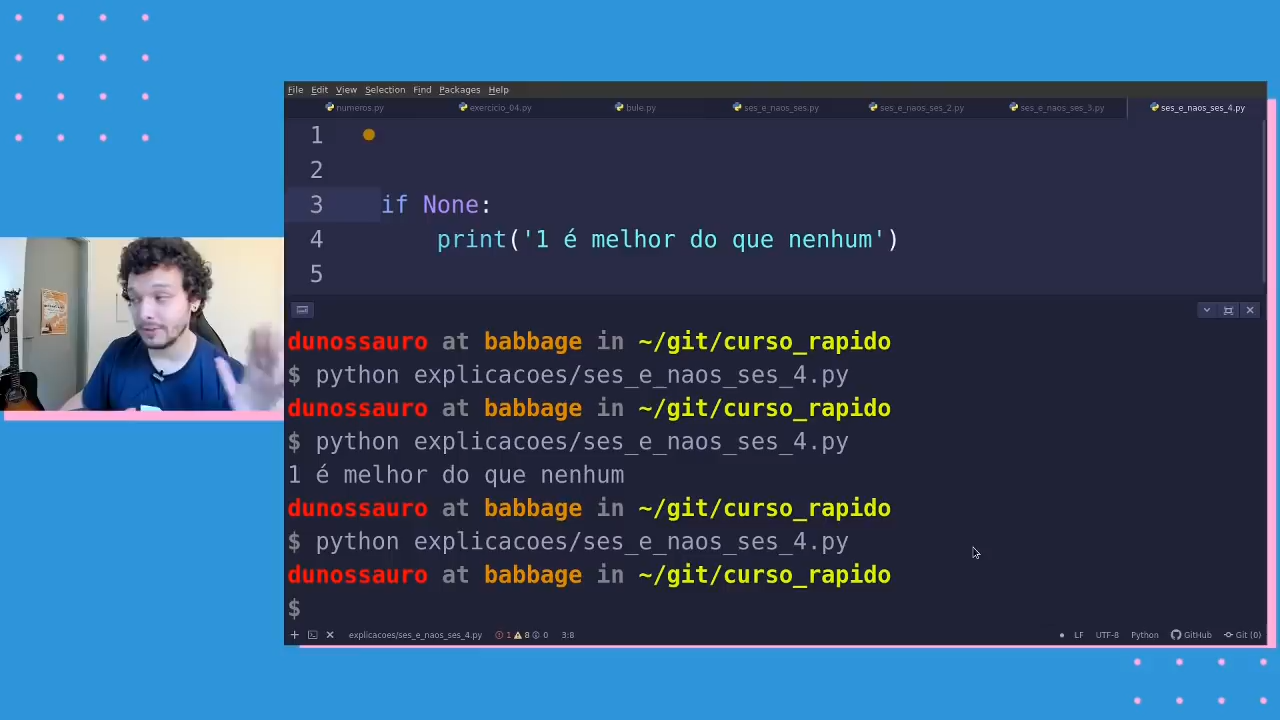 File Edit View Selection Find Packages Help
numeros.py exercicio_04.py bule.py ses_e_naos_ses.py ses_e_naos_ses_2.py ses_e_naos_ses_3.py ses_e_naos_ses_4.py
1
2
3 if None:
4 print('1 é melhor do que nenhum')
5
dunossauro at babbage in ~/git/curso_rapido
$ python explicacoes/ses_e_naos_ses_4.py
dunossauro at babbage in ~/git/curso_rapido
$ python explicacoes/ses_e_naos_ses_4.py
1 é melhor do que nenhum
dunossauro at babbage in ~/git/curso_rapido
$ python explicacoes/ses_e_naos_ses_4.py
dunossauro at babbage in ~/git/curso_rapido
$
explicacoes/ses_e_naos_ses_4.py 1 8 0 3:8 LF UTF-8 Python GitHub Git (0)